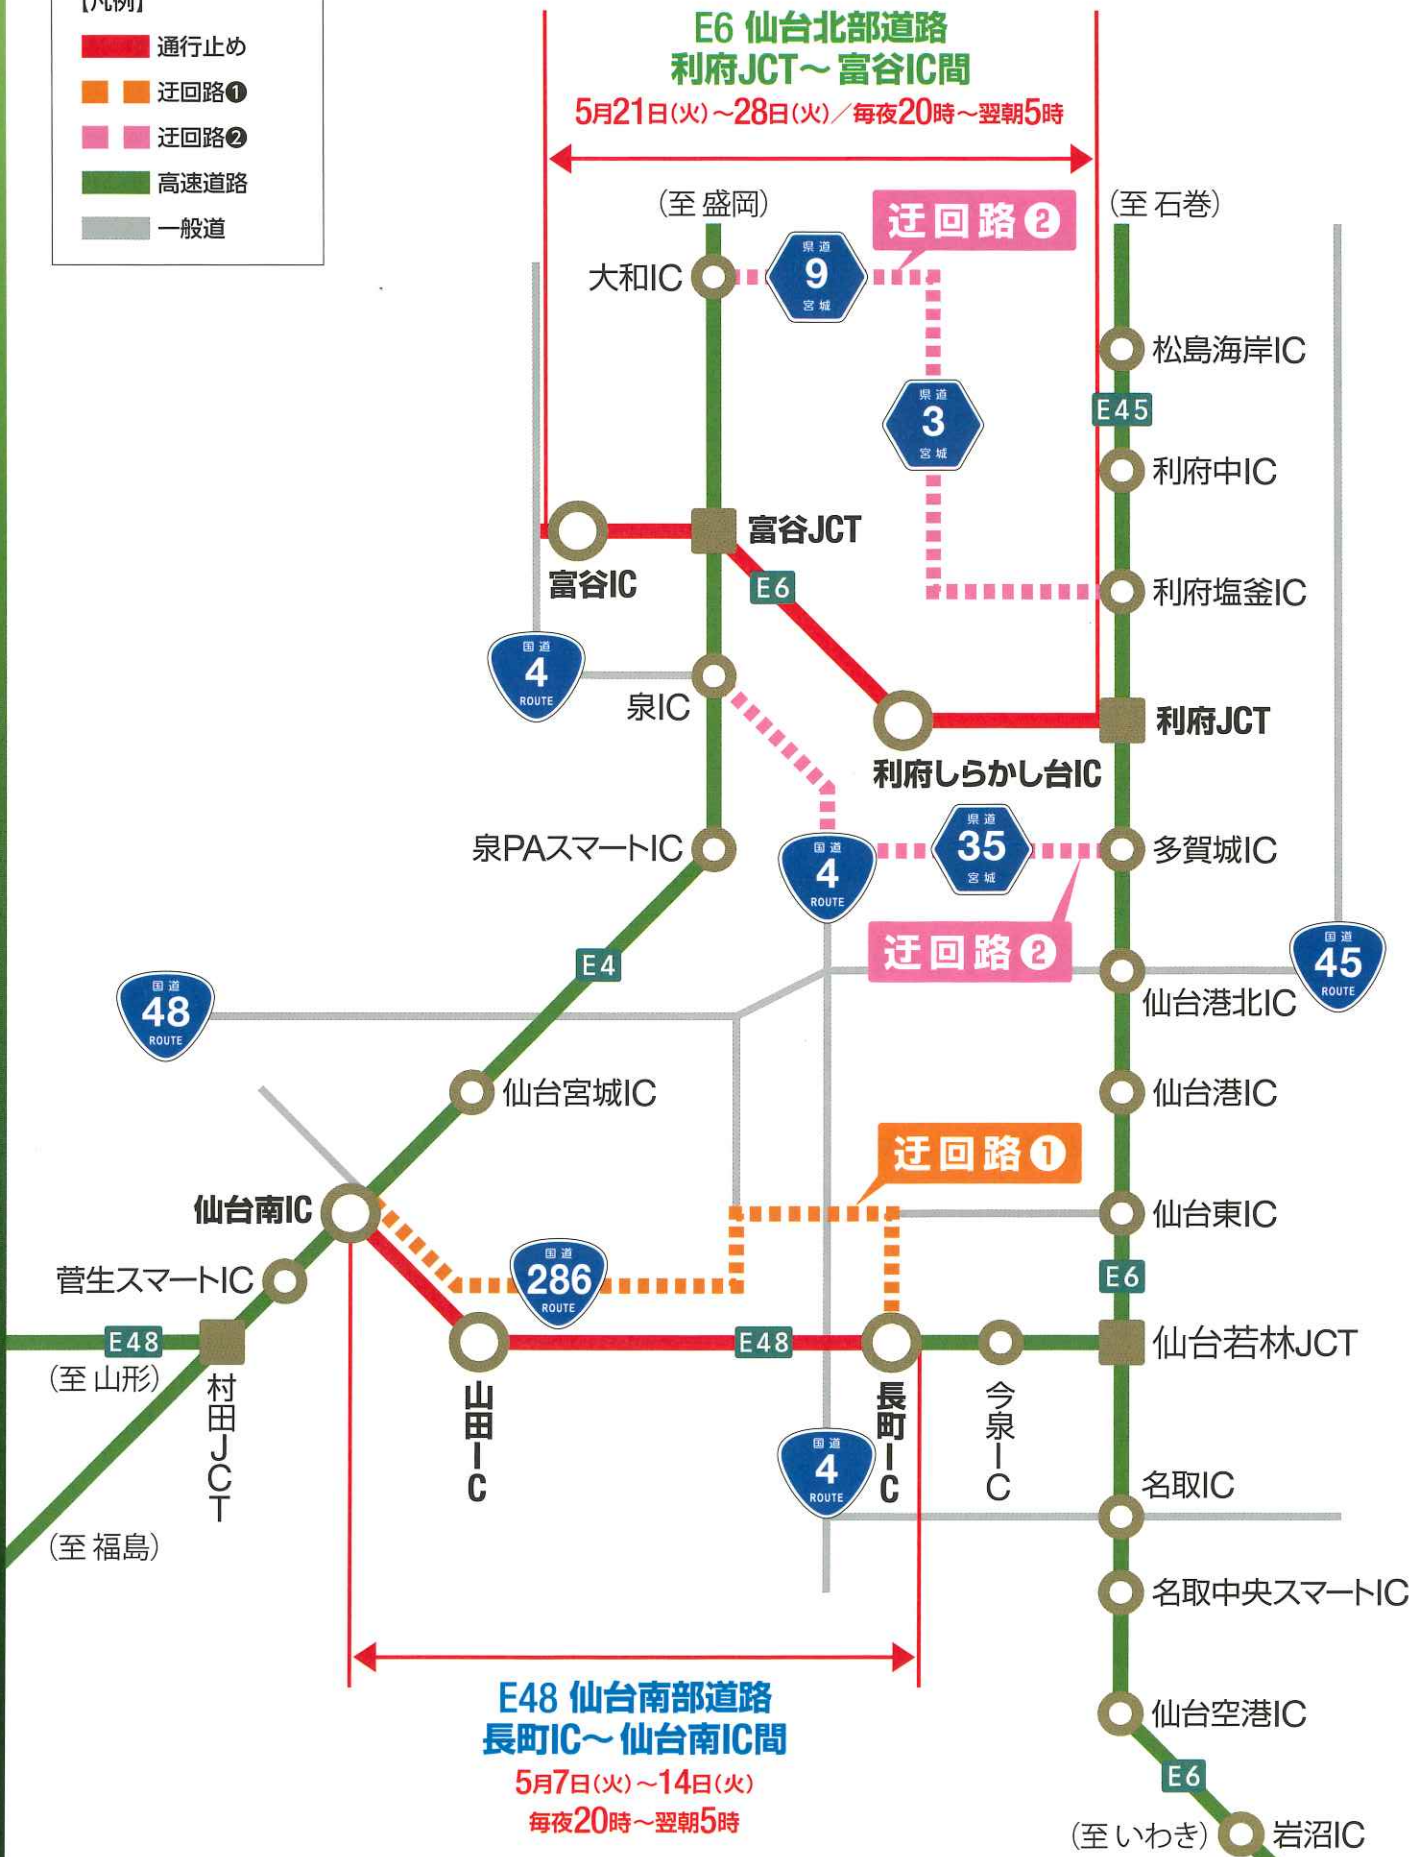 【凡例】
通行止め
迂回路❶
迂回路❷
高速道路
一般道
E6 仙台北部道路
利府JCT〜富谷IC間
5月21日(火)〜28日(火)/毎夜20時〜翌朝5時
(至 盛岡)
迂回路❷
(至 石巻)
大和IC
県道
9
宮城
松島海岸IC
県道
3
宮城
E45
利府中IC
富谷JCT
富谷IC
E6
利府塩釜IC
国道
4
ROUTE
泉IC
利府JCT
利府しらかし台IC
泉PAスマートIC
国道
4
ROUTE
県道
35
宮城
多賀城IC
迂回路❷
E4
国道
45
ROUTE
国道
48
ROUTE
仙台港北IC
仙台宮城IC
仙台港IC
迂回路❶
仙台南IC
仙台東IC
菅生スマートIC
国道
286
ROUTE
E6
E48
(至 山形)
村田JCT
山田IC
E48
長町IC
今泉IC
仙台若林JCT
国道
4
ROUTE
名取IC
(至 福島)
名取中央スマートIC
E48 仙台南部道路
長町IC〜仙台南IC間
5月7日(火)〜14日(火)
毎夜20時〜翌朝5時
仙台空港IC
E6
(至 いわき)
岩沼IC